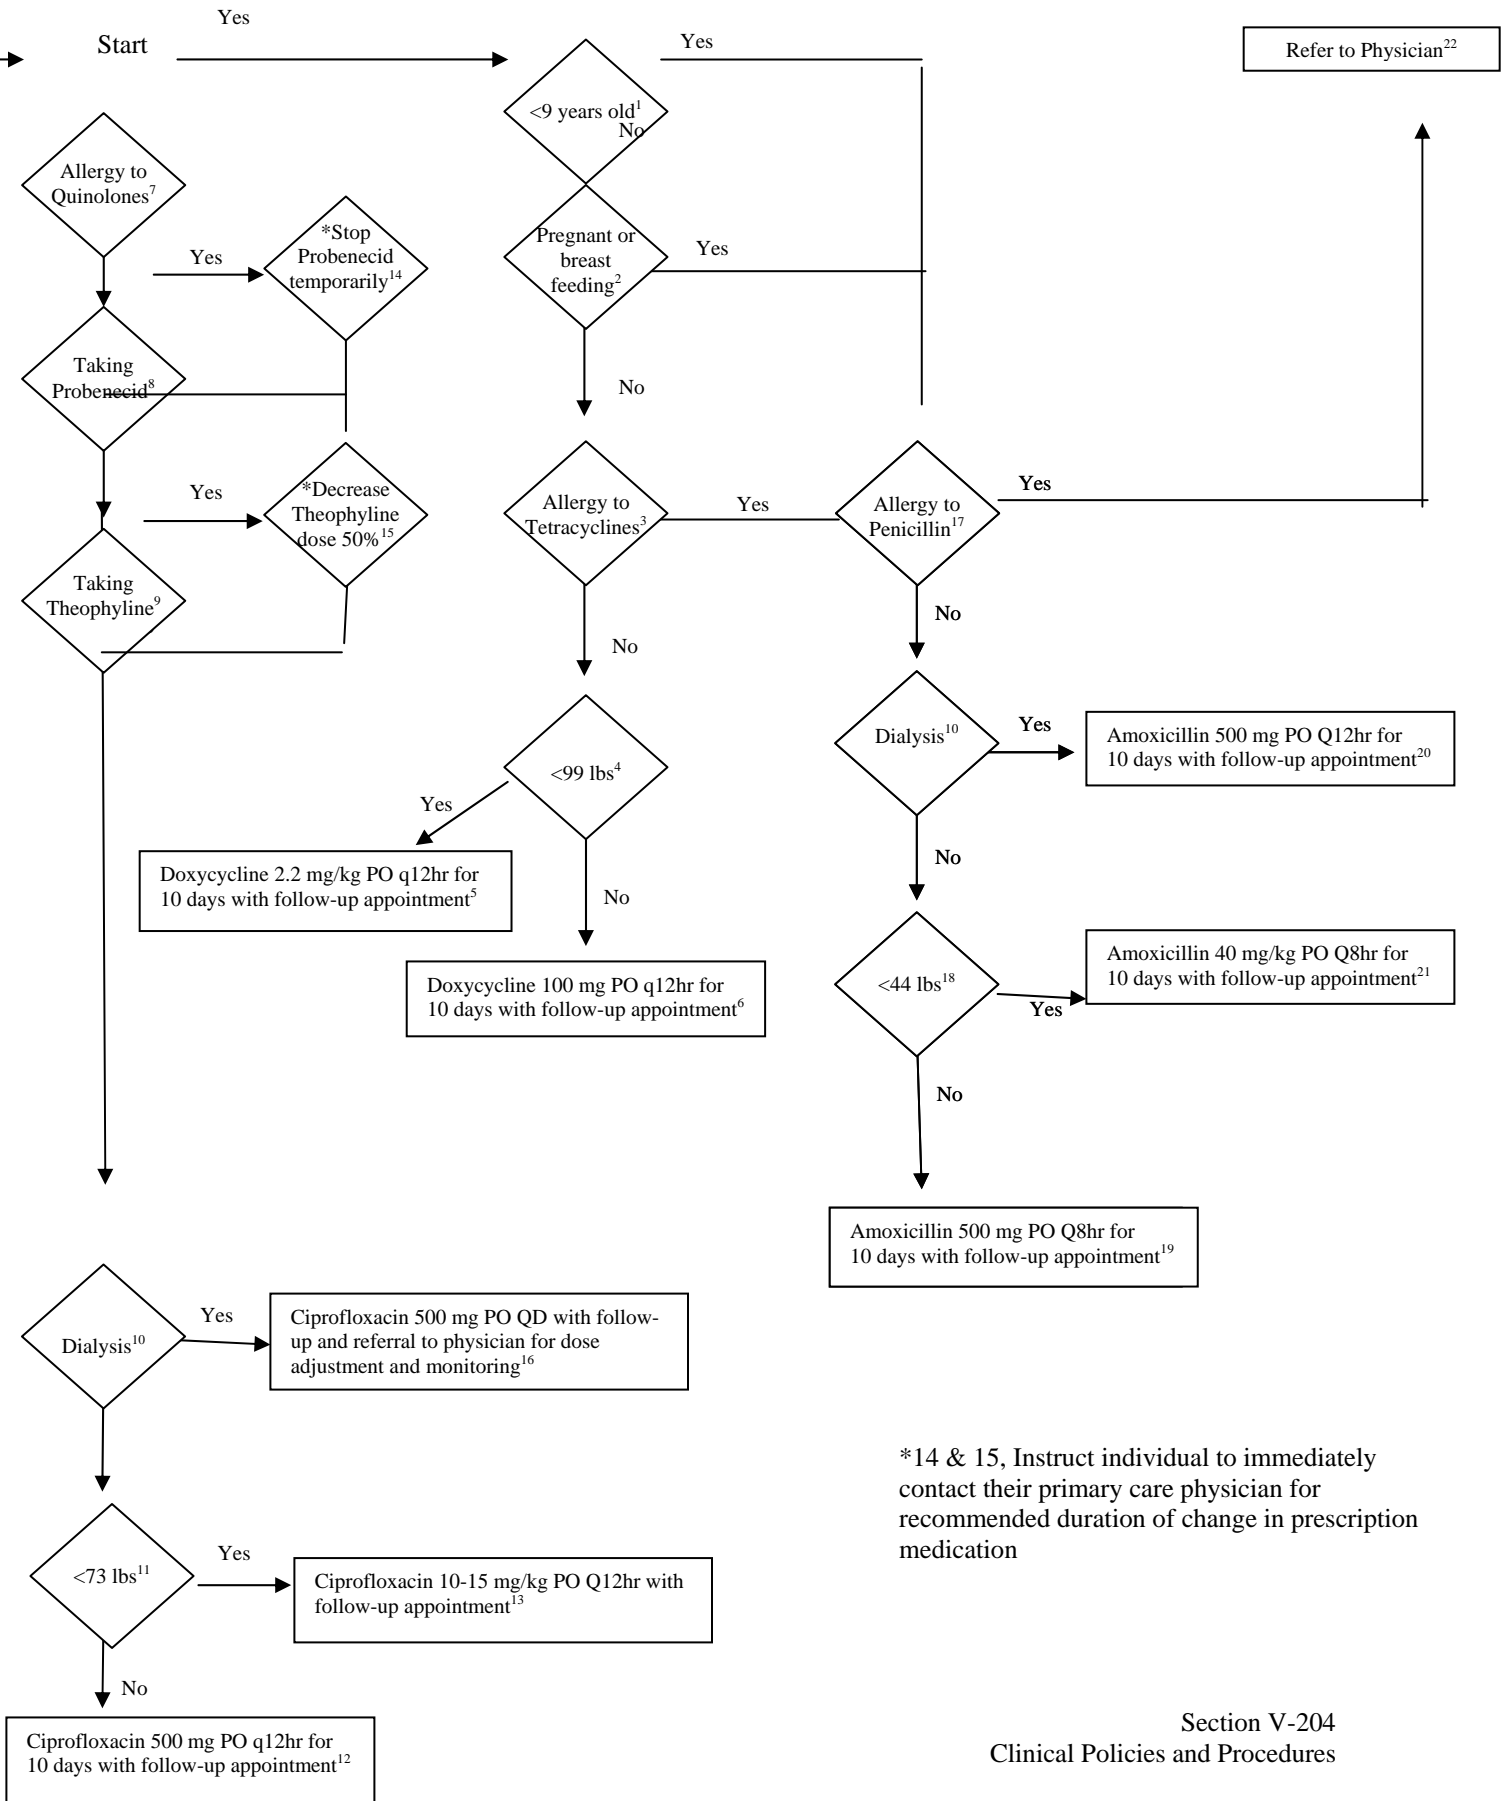 Yes
Start
Yes
Refer to Physician22
<9 years old1
No
Allergy to
Quinolones7
*Stop
Probenecid
temporarily14
Yes
Pregnant or
breast
feeding2
Yes
Taking
Probenecid8
No
*Decrease
Theophyline
dose 50%15
Yes
Allergy to
Tetracyclines3
Yes
Allergy to
Penicillin17
Yes
Taking
Theophyline9
No
No
Dialysis10
Yes
Amoxicillin 500 mg PO Q12hr for
10 days with follow-up appointment20
<99 lbs4
Yes
No
Doxycycline 2.2 mg/kg PO q12hr for
10 days with follow-up appointment5
No
Amoxicillin 40 mg/kg PO Q8hr for
10 days with follow-up appointment21
Doxycycline 100 mg PO q12hr for
10 days with follow-up appointment6
<44 lbs18
Yes
No
Amoxicillin 500 mg PO Q8hr for
10 days with follow-up appointment19
Dialysis10
Yes
Ciprofloxacin 500 mg PO QD with follow-
up and referral to physician for dose
adjustment and monitoring16
*14 & 15, Instruct individual to immediately
contact their primary care physician for
recommended duration of change in prescription
medication
<73 lbs11
Yes
Ciprofloxacin 10-15 mg/kg PO Q12hr with
follow-up appointment13
No
Ciprofloxacin 500 mg PO q12hr for
10 days with follow-up appointment12
Section V-204
Clinical Policies and Procedures